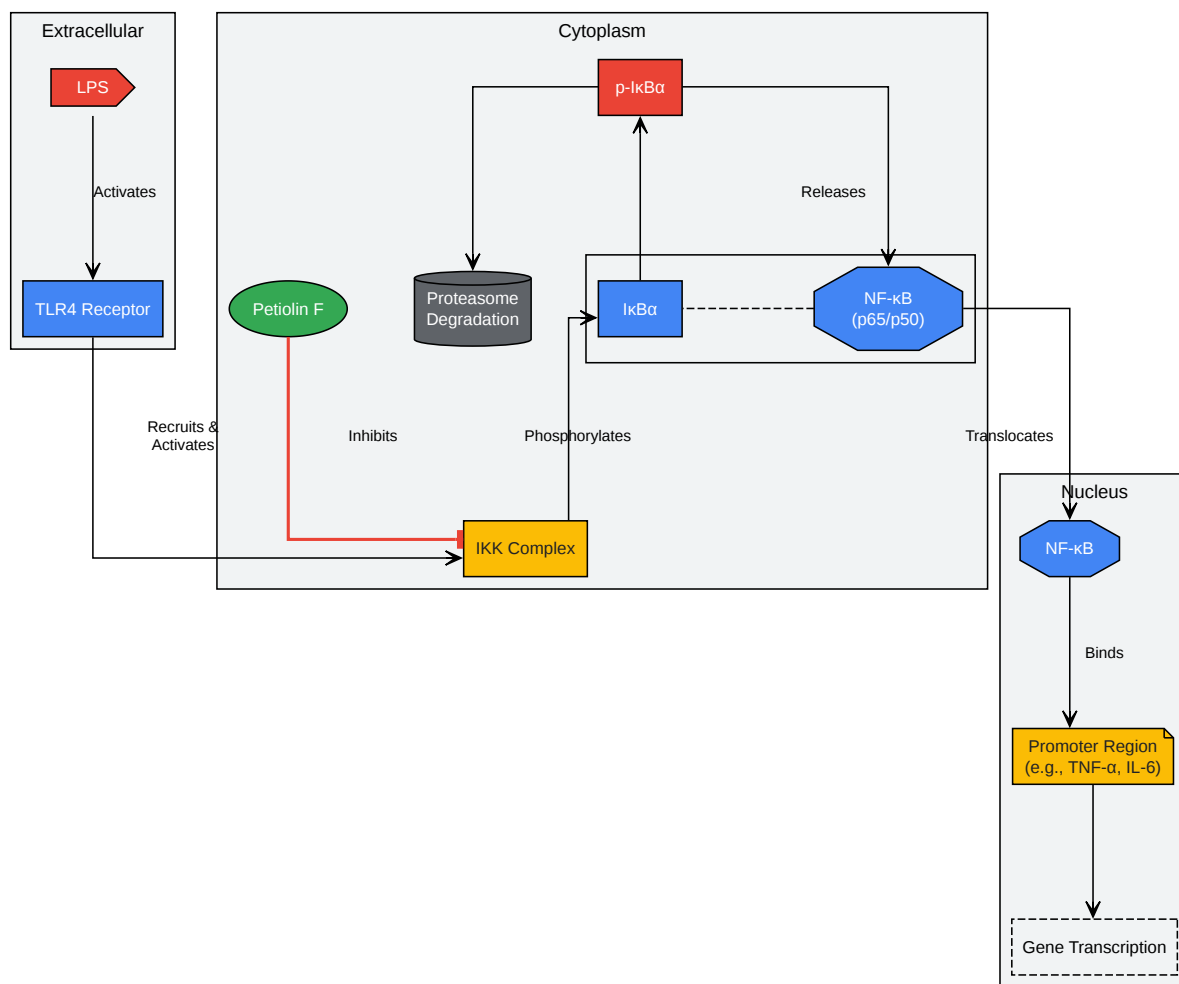 Extracellular
Cytoplasm
LPS
p-IκBα
Activates
Releases
TLR4 Receptor
Petiolin F
Proteasome
Degradation
IκBα
NF-κB
(p65/p50)
Recruits &
Activates
Inhibits
Phosphorylates
Translocates
Nucleus
IKK Complex
NF-κB
Binds
Promoter Region
(e.g., TNF-α, IL-6)
Gene Transcription